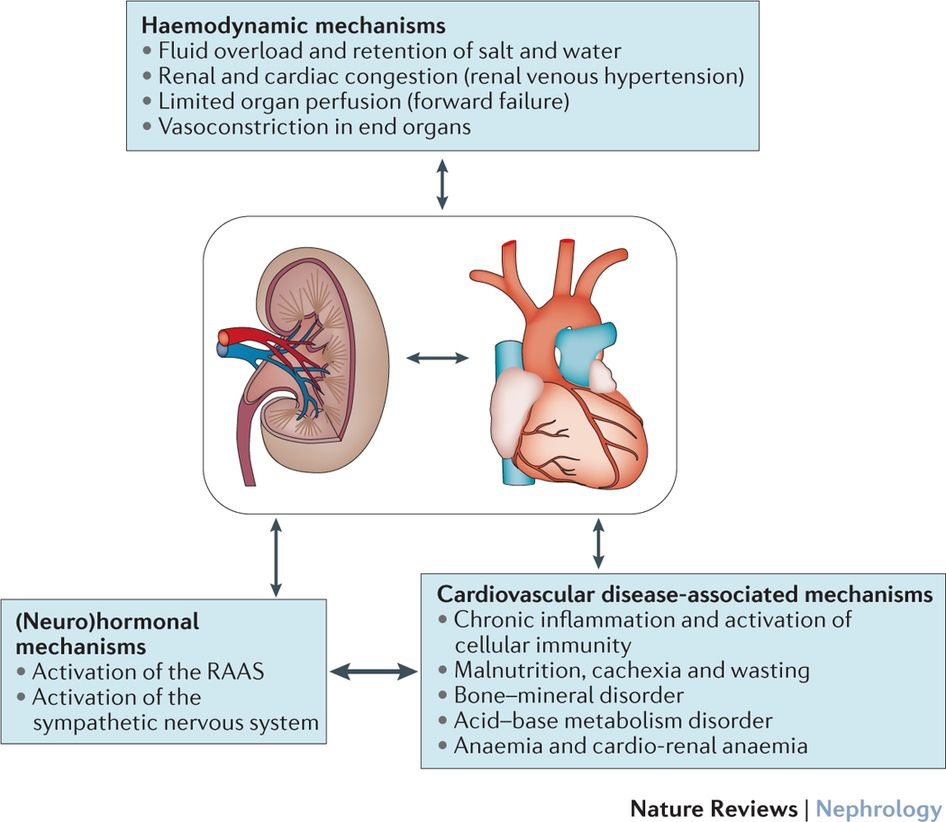 Haemodynamic mechanisms
• Fluid overload and retention of salt and water
• Renal and cardiac congestion (renal venous hypertension)
• Limited organ perfusion (forward failure)
• Vasoconstriction in end organs
(Neuro)hormonal
mechanisms
• Activation of the RAAS
• Activation of the
sympathetic nervous system
Cardiovascular disease-associated mechanisms
• Chronic inflammation and activation of
cellular immunity
• Malnutrition, cachexia and wasting
• Bone–mineral disorder
• Acid–base metabolism disorder
• Anaemia and cardio-renal anaemia
Nature Reviews | Nephrology